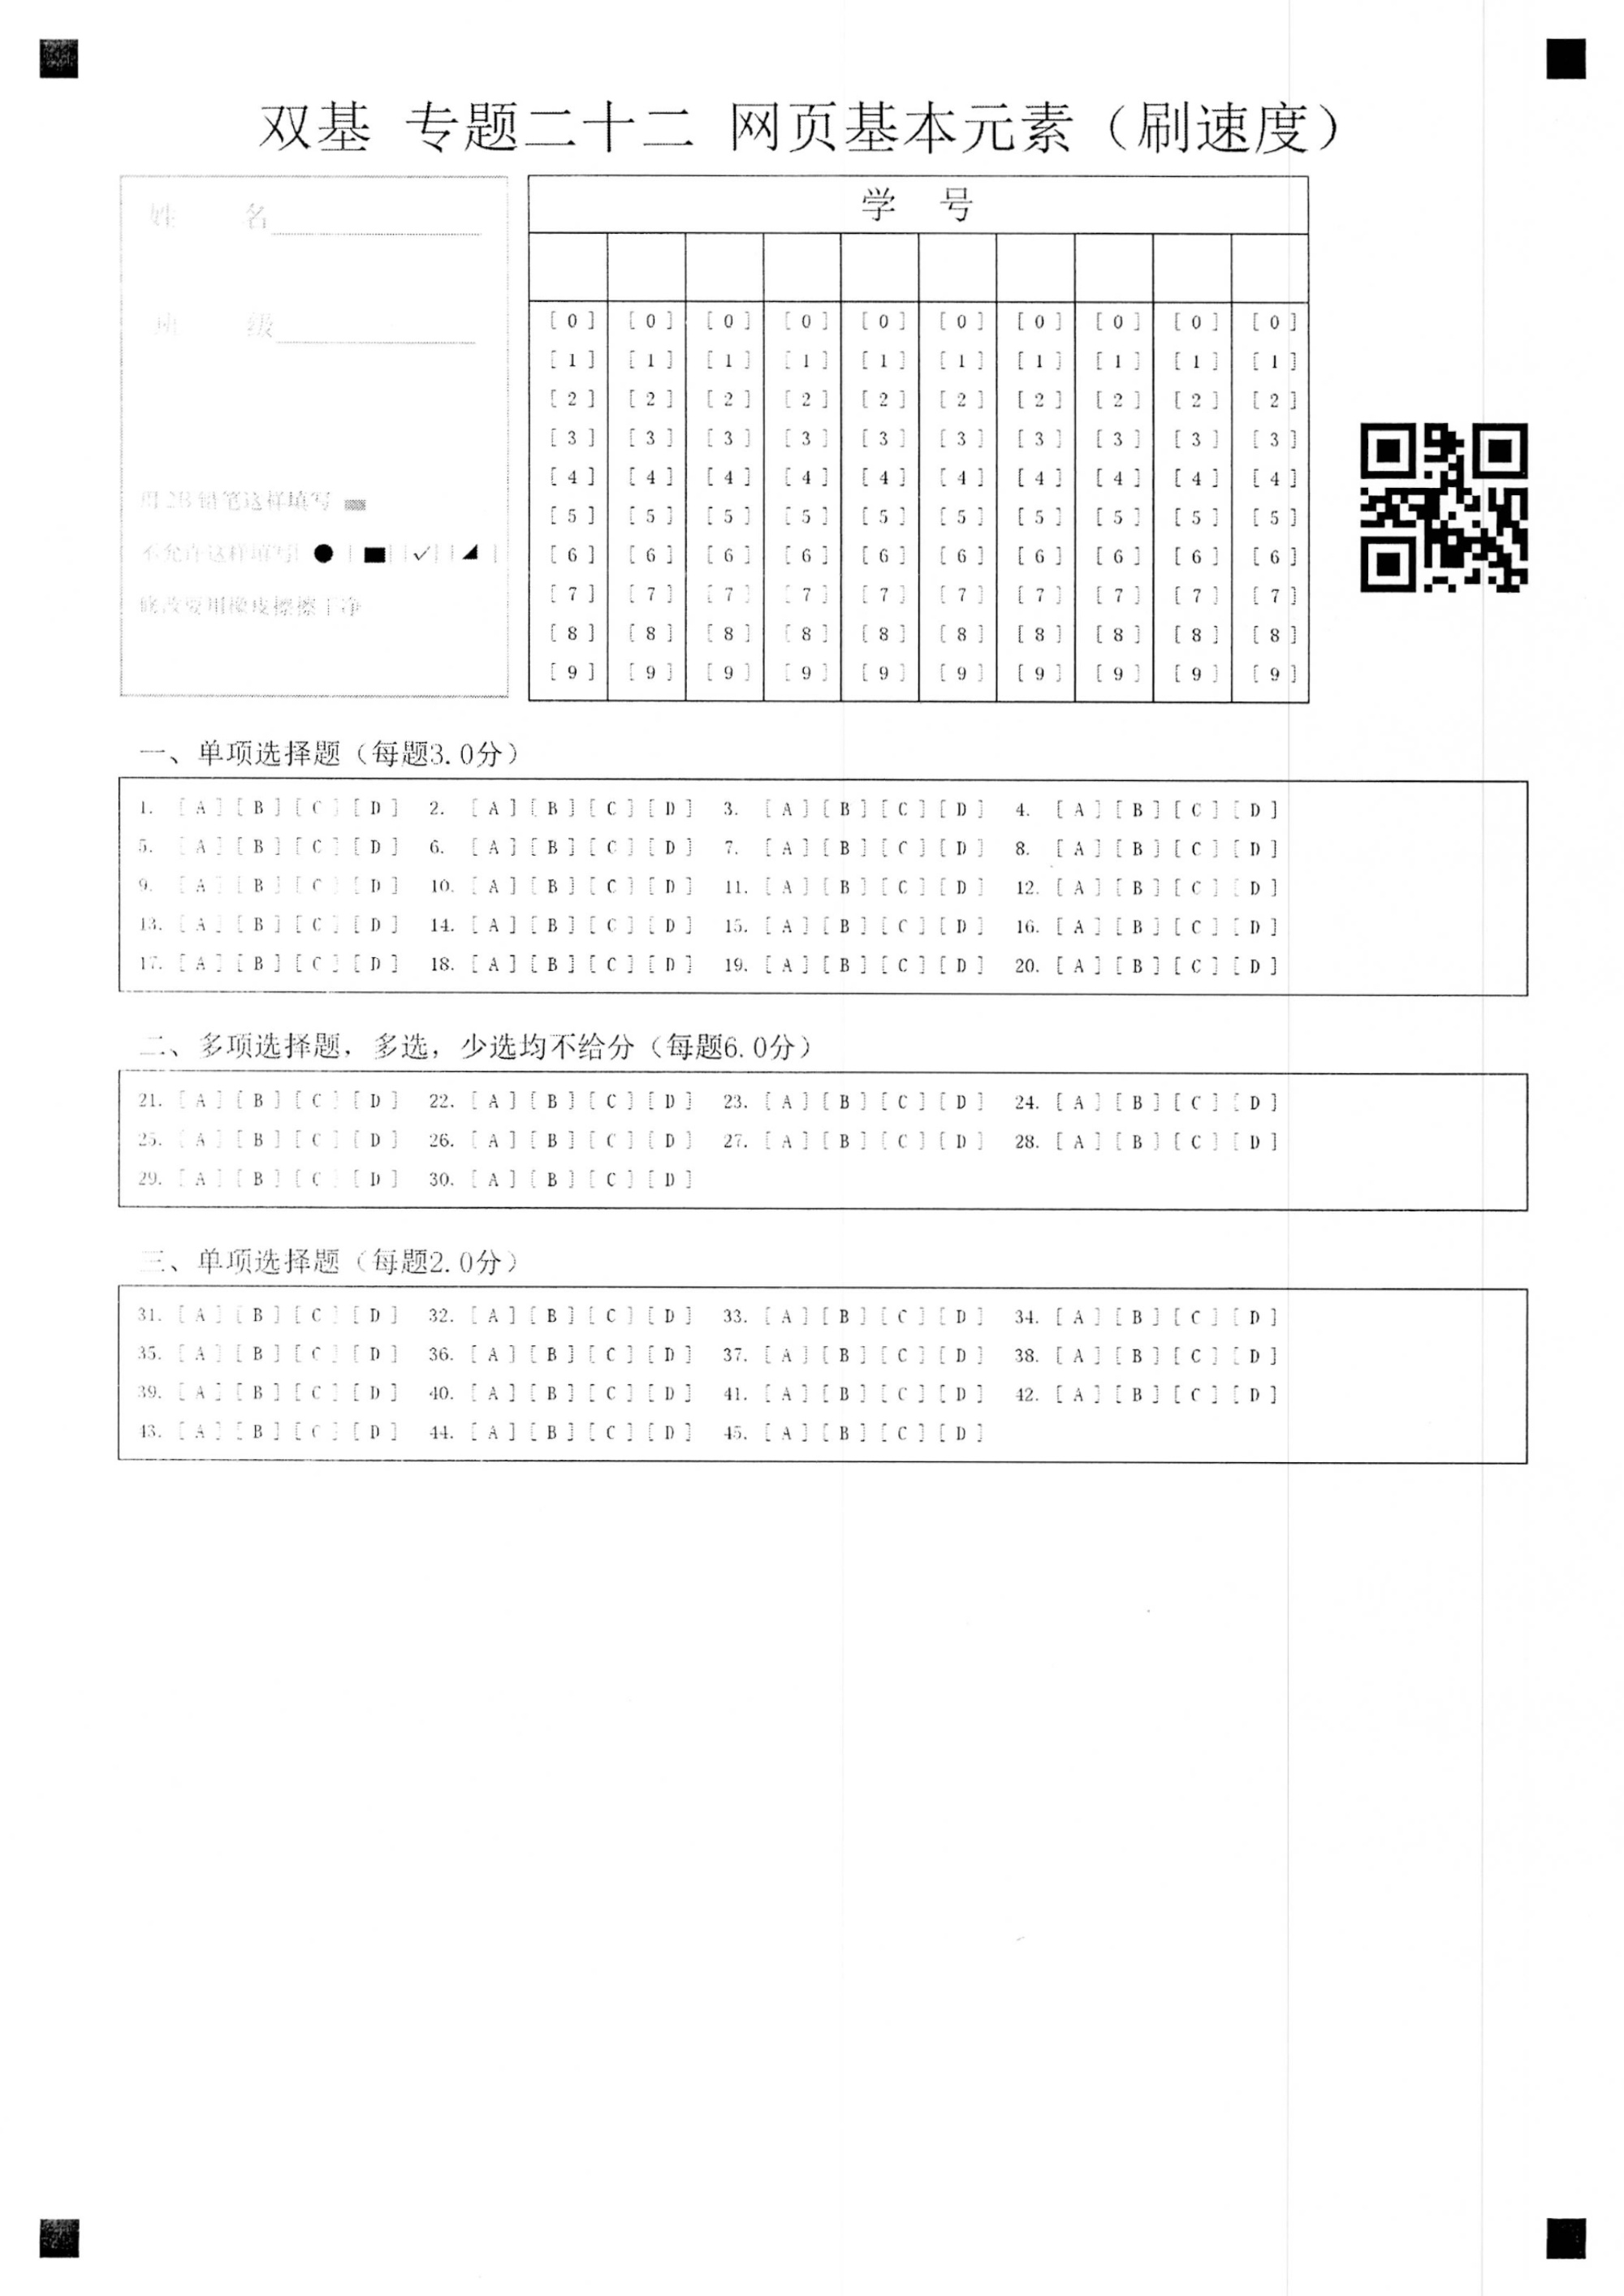 双基 专题二十二 网页基本元素（刷速度）
姓 名
班 级
用2B铅笔这样填写
不允许这样填写
修改要用橡皮擦擦干净
学 号
[0] [0] [0] [0] [0] [0] [0] [0] [0] [0]
[1] [1] [1] [1] [1] [1] [1] [1] [1] [1]
[2] [2] [2] [2] [2] [2] [2] [2] [2] [2]
[3] [3] [3] [3] [3] [3] [3] [3] [3] [3]
[4] [4] [4] [4] [4] [4] [4] [4] [4] [4]
[5] [5] [5] [5] [5] [5] [5] [5] [5] [5]
[6] [6] [6] [6] [6] [6] [6] [6] [6] [6]
[7] [7] [7] [7] [7] [7] [7] [7] [7] [7]
[8] [8] [8] [8] [8] [8] [8] [8] [8] [8]
[9] [9] [9] [9] [9] [9] [9] [9] [9] [9]
一、单项选择题（每题3.0分）
1. [A][B][C][D] 2. [A][B][C][D] 3. [A][B][C][D] 4. [A][B][C][D]
5. [A][B][C][D] 6. [A][B][C][D] 7. [A][B][C][D] 8. [A][B][C][D]
9. [A][B][C][D] 10. [A][B][C][D] 11. [A][B][C][D] 12. [A][B][C][D]
13. [A][B][C][D] 14. [A][B][C][D] 15. [A][B][C][D] 16. [A][B][C][D]
17. [A][B][C][D] 18. [A][B][C][D] 19. [A][B][C][D] 20. [A][B][C][D]
二、多项选择题，多选，少选均不给分（每题6.0分）
21. [A][B][C][D] 22. [A][B][C][D] 23. [A][B][C][D] 24. [A][B][C][D]
25. [A][B][C][D] 26. [A][B][C][D] 27. [A][B][C][D] 28. [A][B][C][D]
29. [A][B][C][D] 30. [A][B][C][D]
三、单项选择题（每题2.0分）
31. [A][B][C][D] 32. [A][B][C][D] 33. [A][B][C][D] 34. [A][B][C][D]
35. [A][B][C][D] 36. [A][B][C][D] 37. [A][B][C][D] 38. [A][B][C][D]
39. [A][B][C][D] 40. [A][B][C][D] 41. [A][B][C][D] 42. [A][B][C][D]
43. [A][B][C][D] 44. [A][B][C][D] 45. [A][B][C][D]